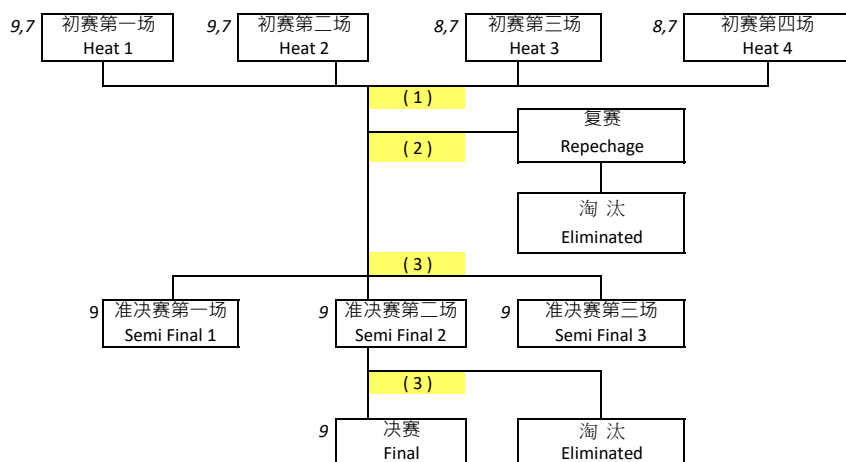 9,7 初赛第一场 9,7 初赛第二场 8,7 初赛第三场 8,7 初赛第四场
Heat 1 Heat 2 Heat 3 Heat 4
( 1 )
复赛
( 2 ) Repechage
淘 汰
Eliminated
( 3 )
9 准决赛第一场 9 准决赛第二场 9 准决赛第三场
Semi Final 1 Semi Final 2 Semi Final 3
( 3 )
9 决赛 淘 汰
Final Eliminated